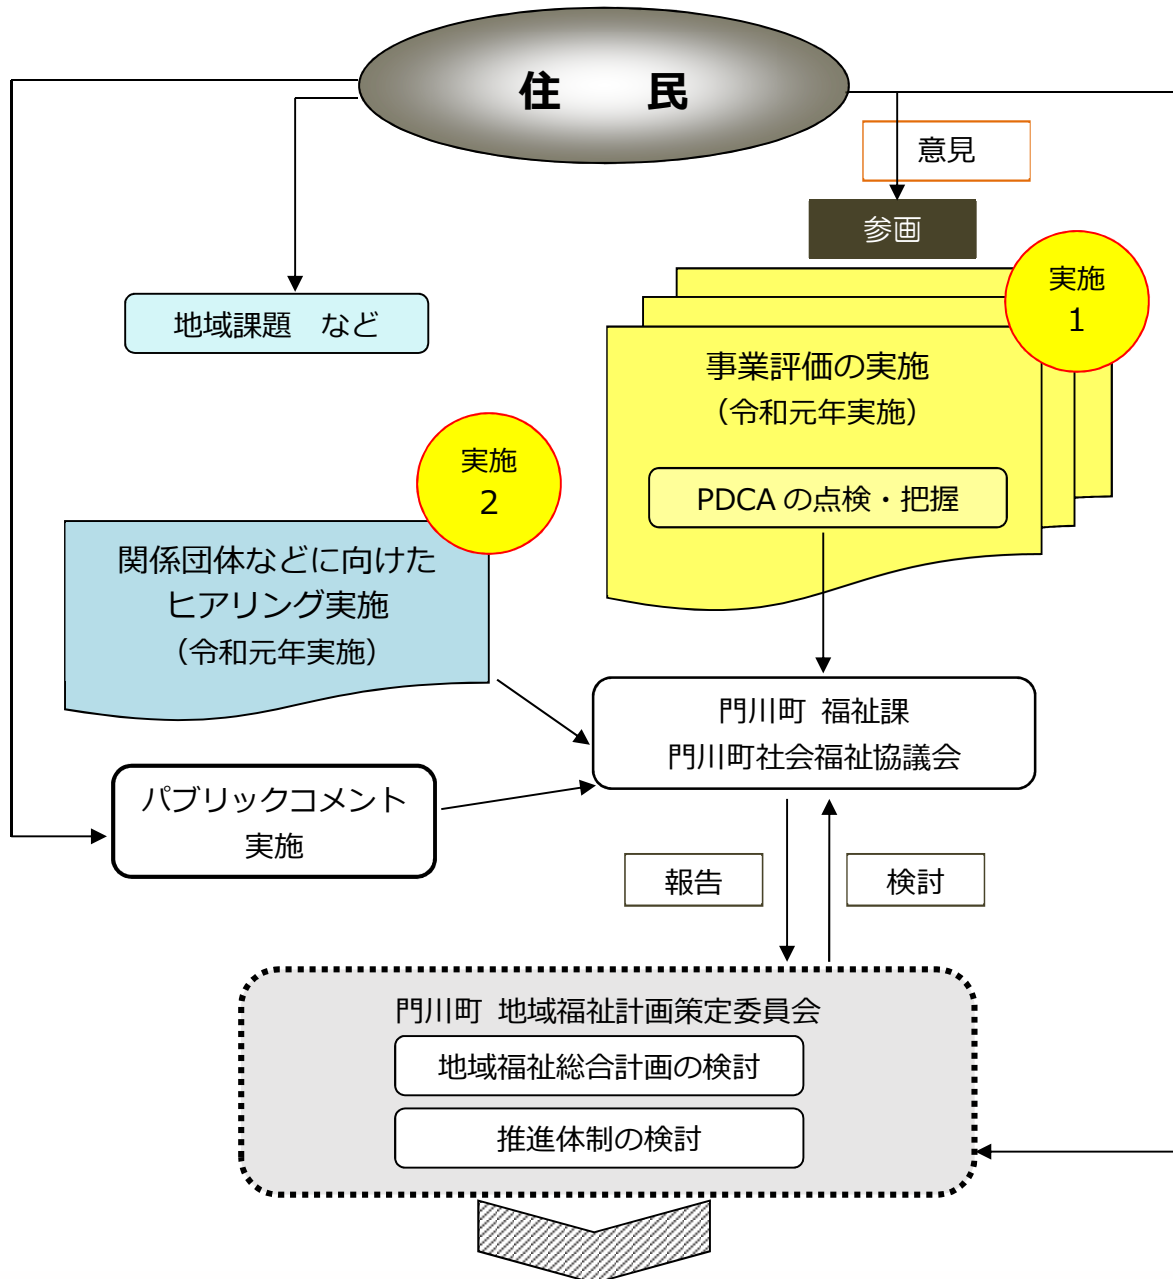 住　民
意見
参画
実施
1
地域課題　など
事業評価の実施
（令和元年実施）
PDCA の点検・把握
実施
2
関係団体などに向けた
ヒアリング実施
（令和元年実施）
門川町 福祉課
門川町社会福祉協議会
パブリックコメント
実施
報告
検討
門川町 地域福祉計画策定委員会
地域福祉総合計画の検討
推進体制の検討